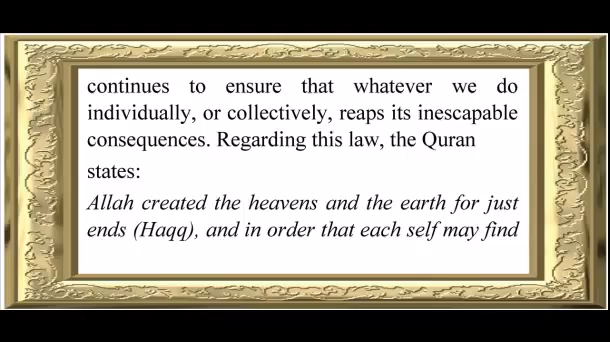 continues to ensure that whatever we do
individually, or collectively, reaps its inescapable
consequences. Regarding this law, the Quran
states:
Allah created the heavens and the earth for just
ends (Haqq), and in order that each self may find